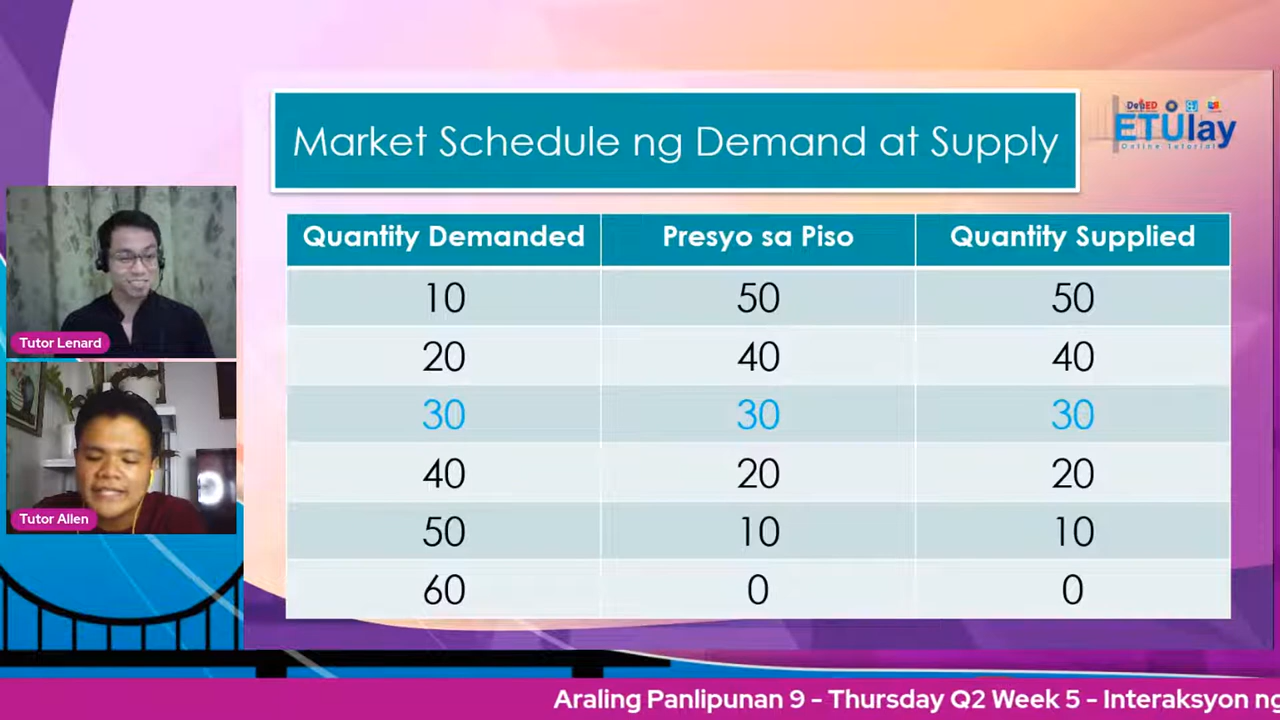 Market Schedule ng Demand at Supply
DepED
ETUlay
Online Tutorial
Quantity Demanded Presyo sa Piso Quantity Supplied
10 50 50
20 40 40
30 30 30
40 20 20
50 10 10
60 0 0
Tutor Lenard
Tutor Allen
Araling Panlipunan 9 - Thursday Q2 Week 5 - Interaksyon ng